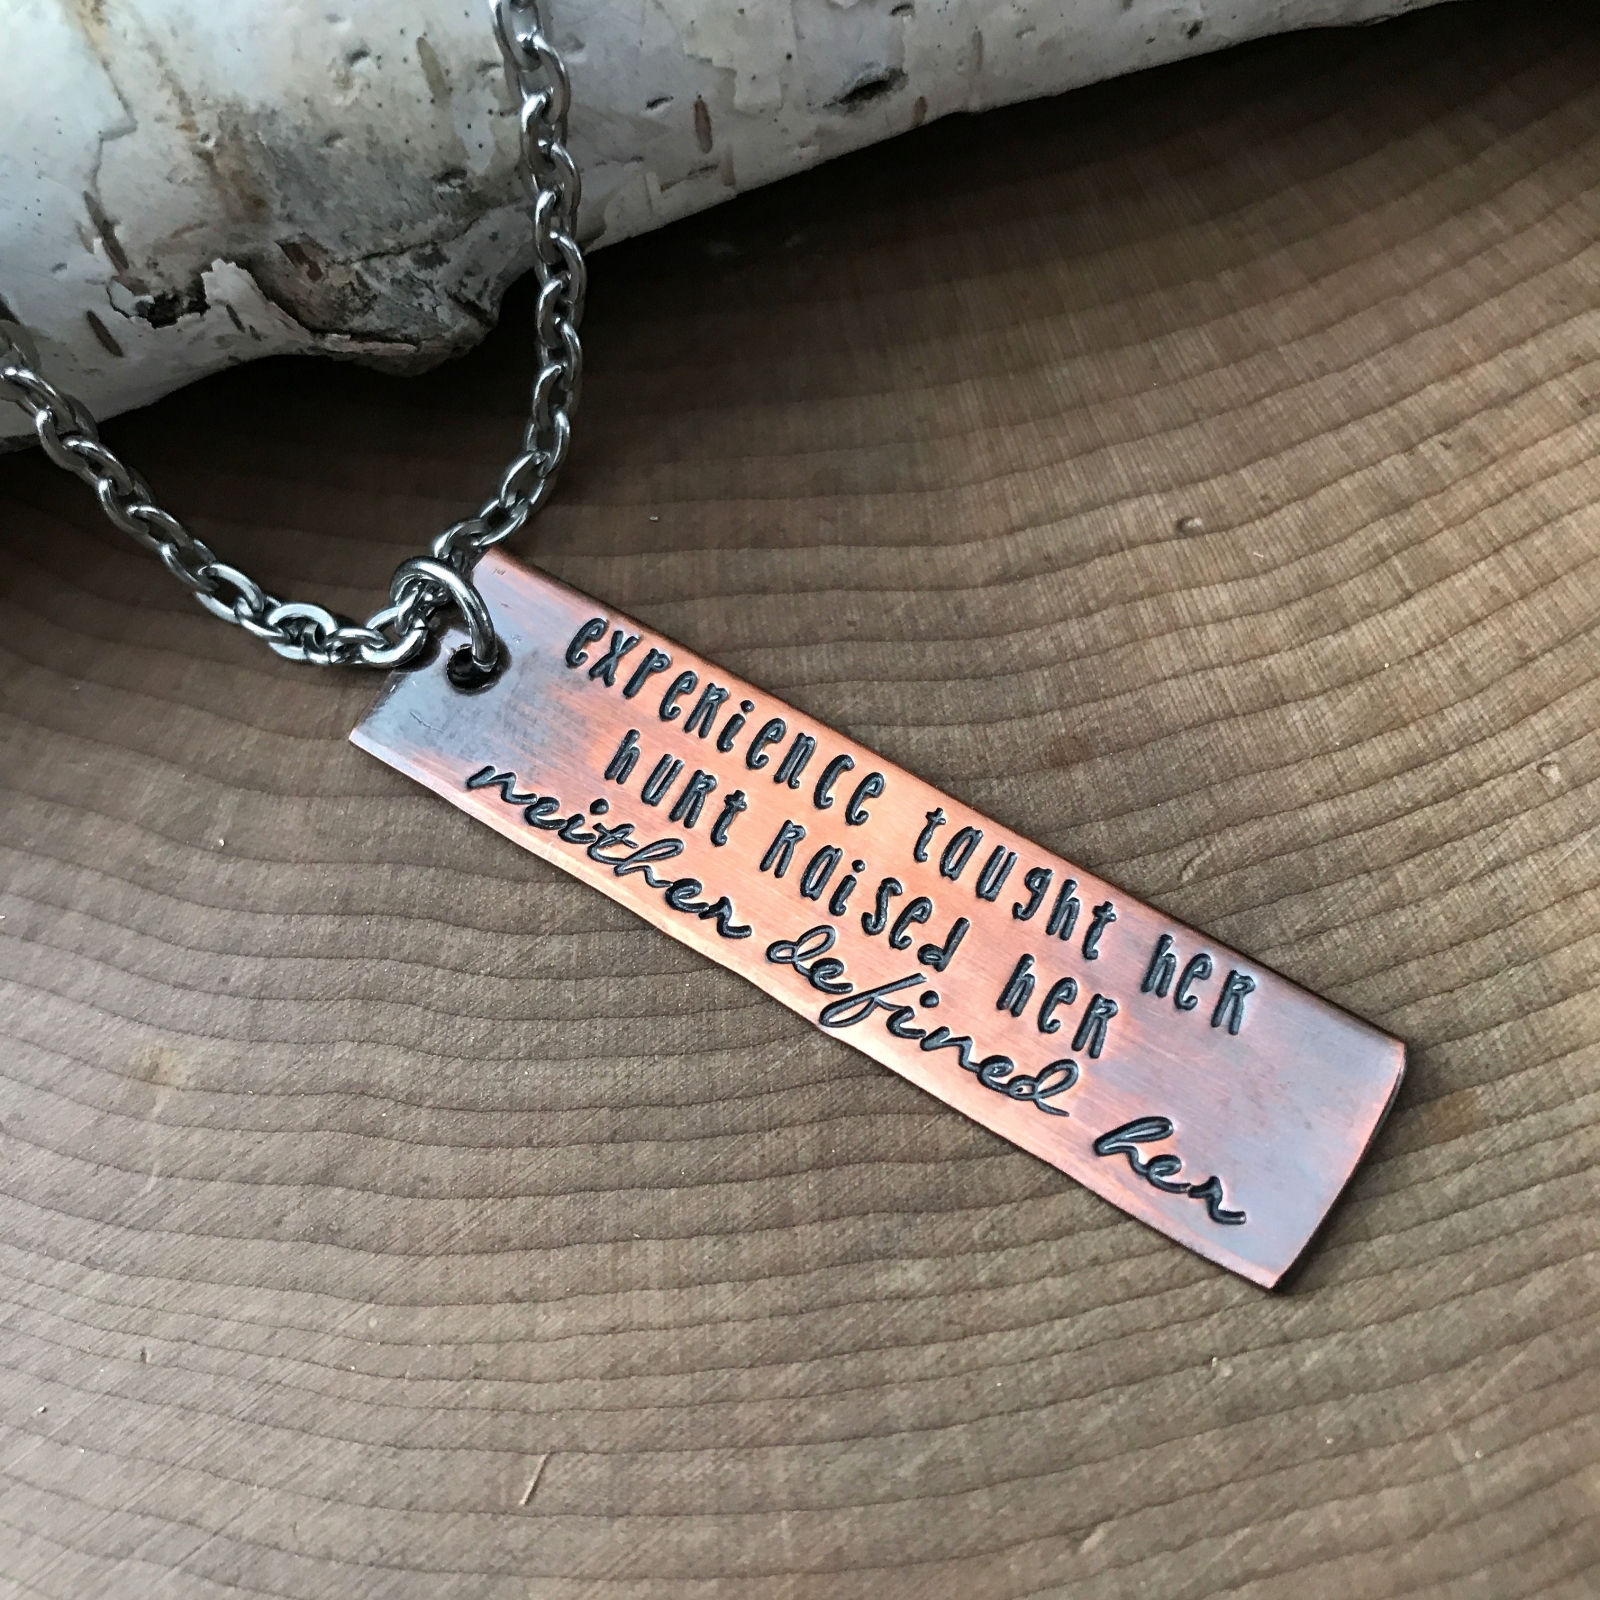 experience taught her
hurt raised her
neither defined her